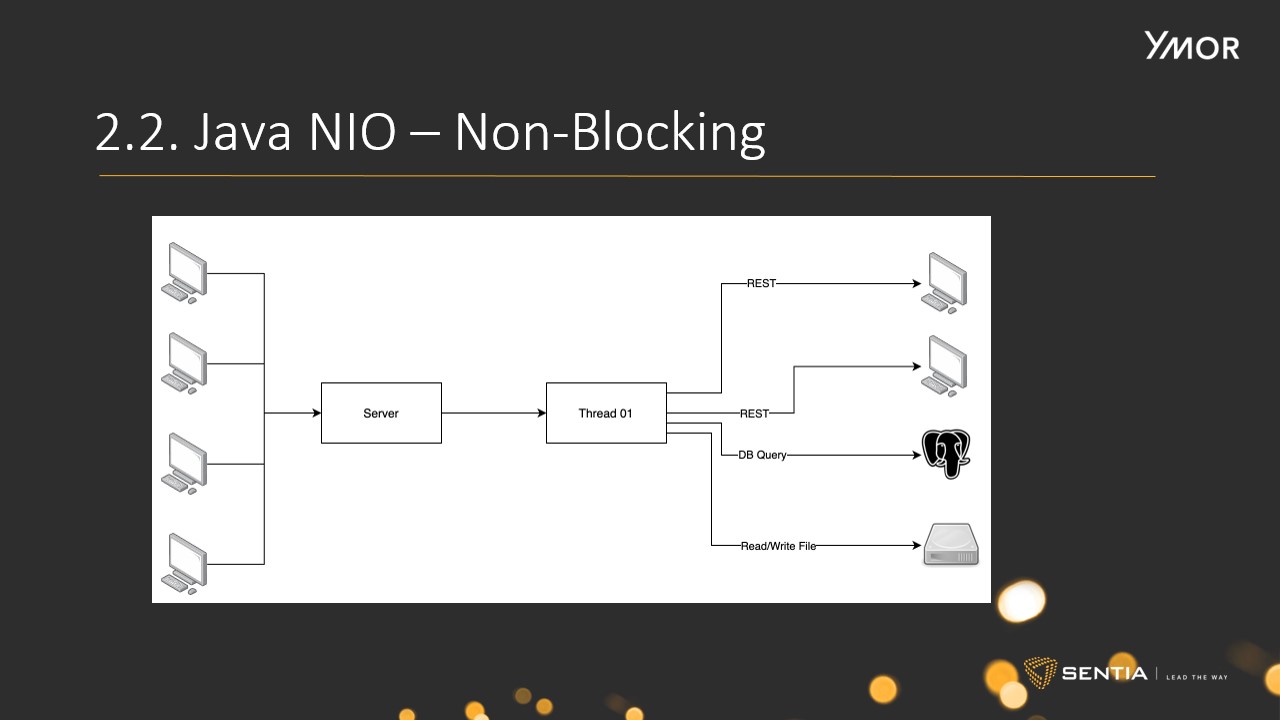 YMOR
2.2. Java NIO – Non-Blocking
REST
REST
Server
Thread 01
DB Query
Read/Write File
SENTIA | LEAD THE WAY